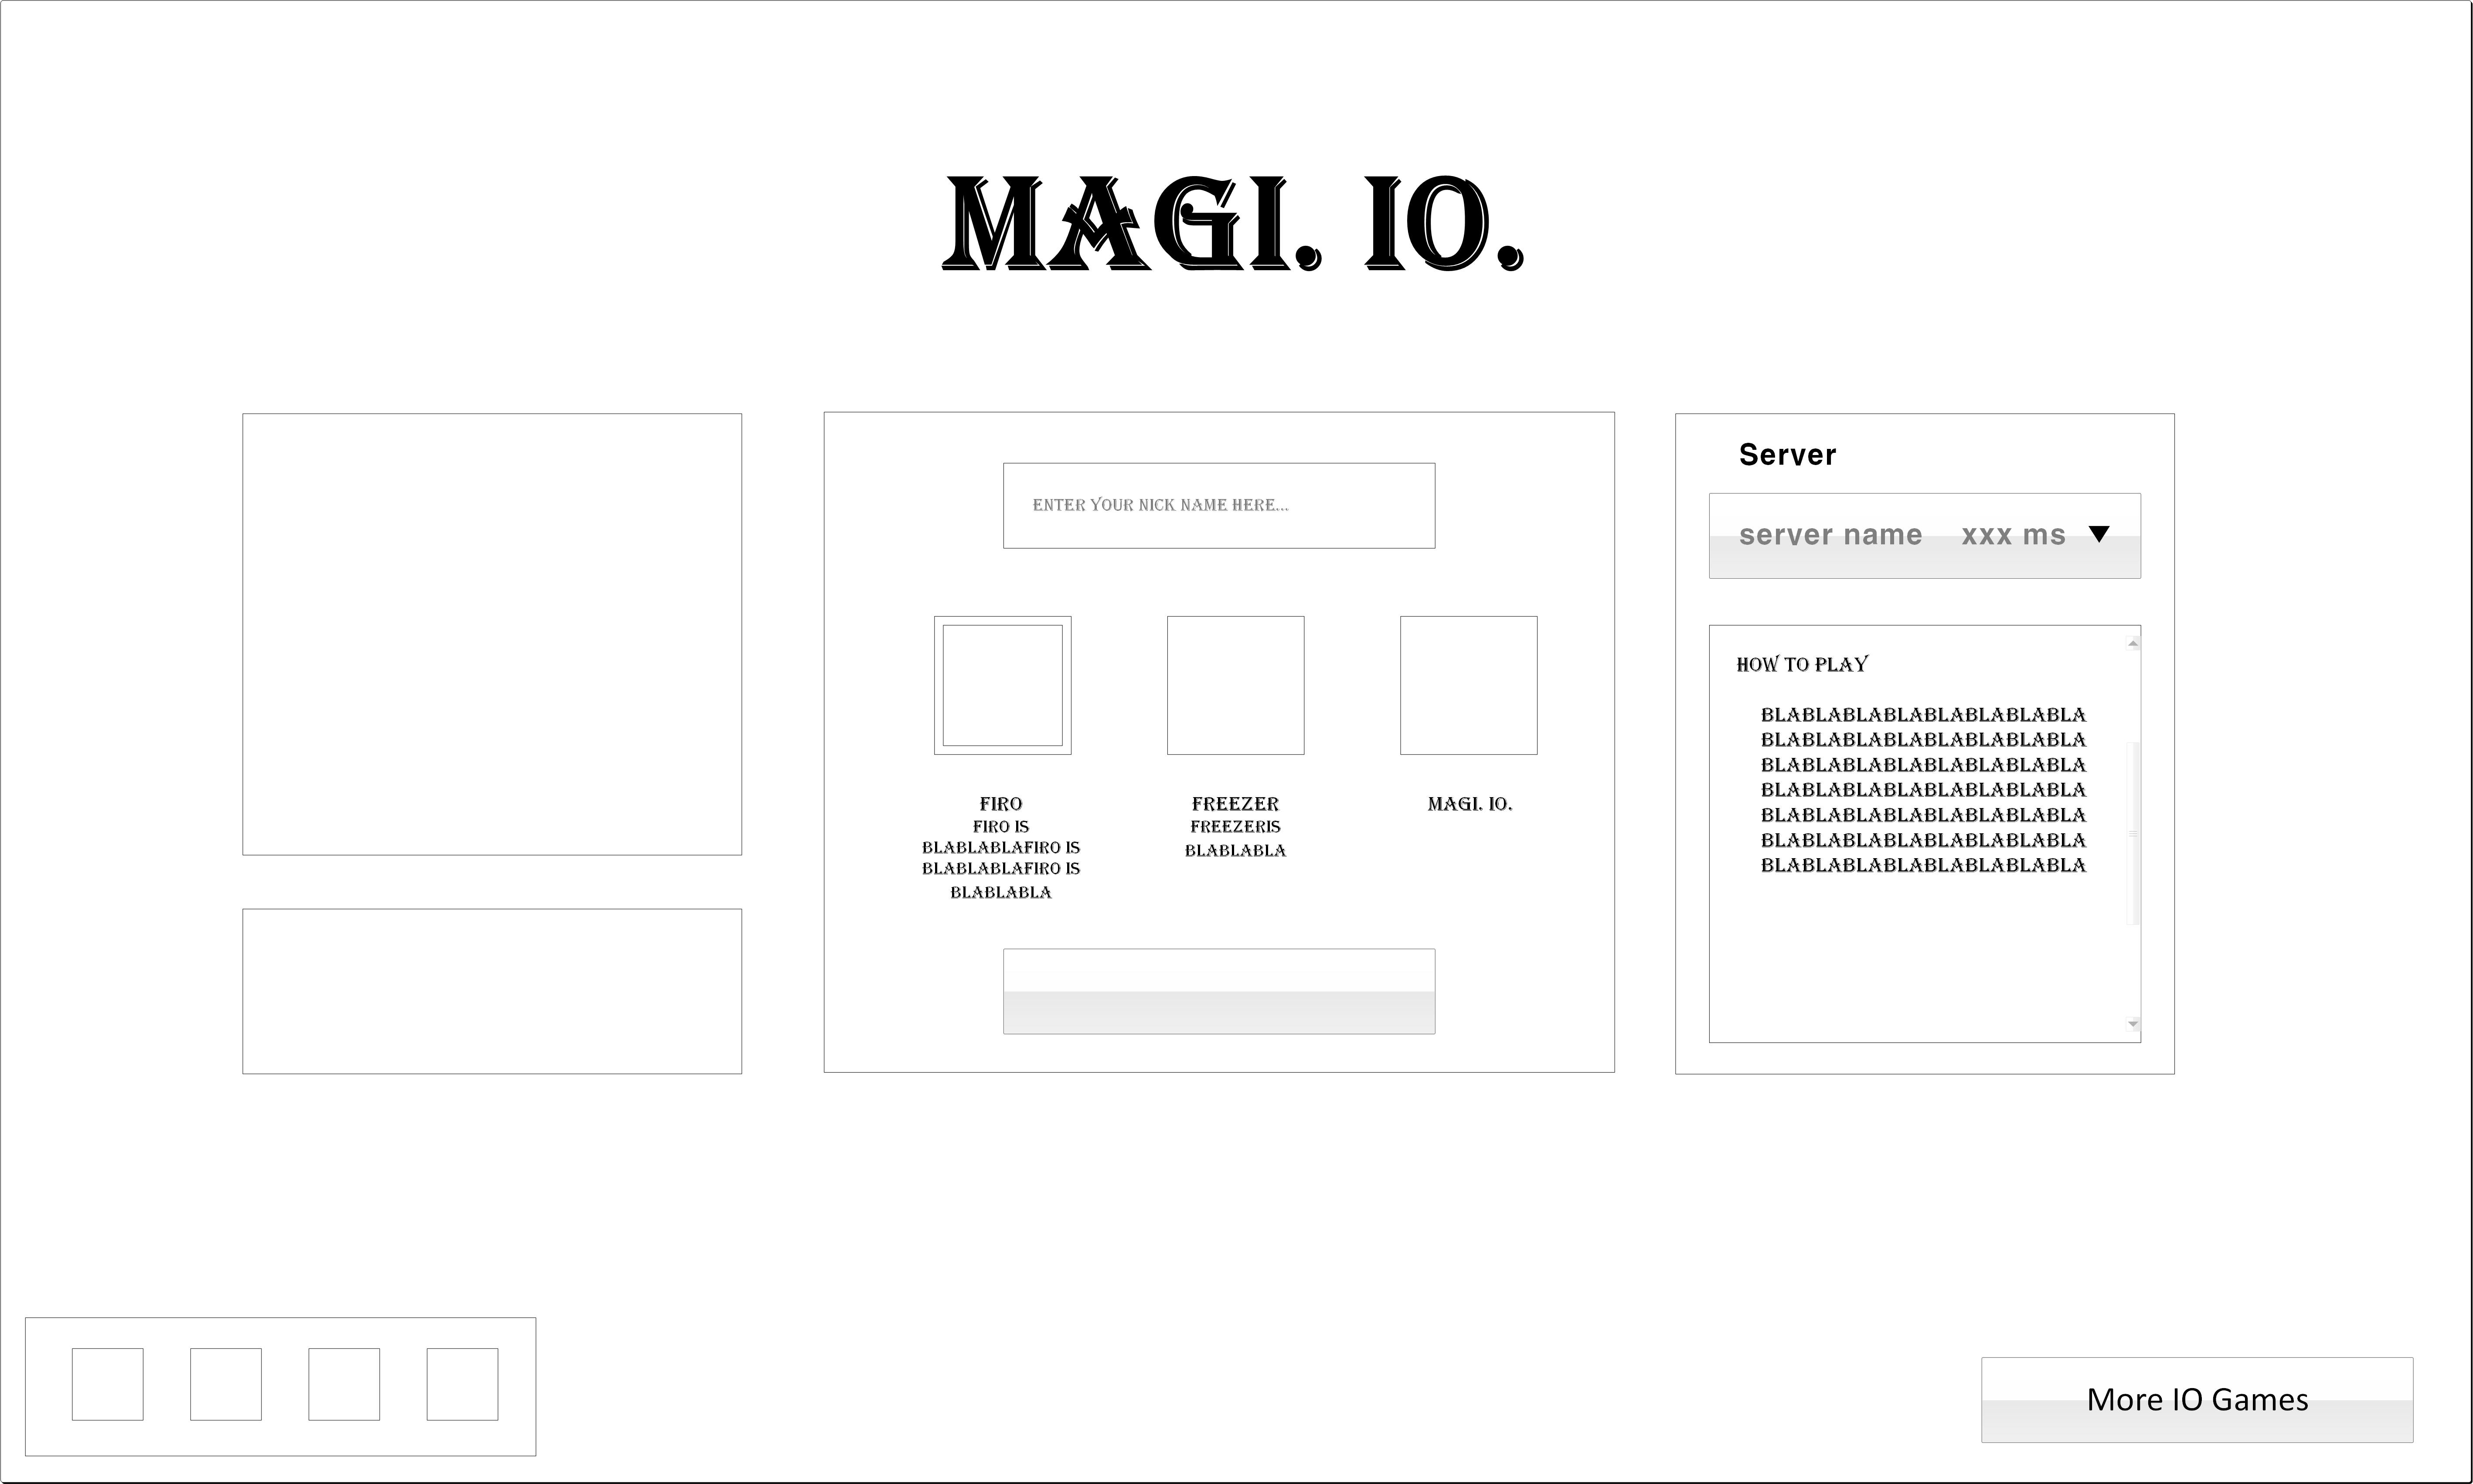 MAGI. IO.
ENTER YOUR NICK NAME HERE...
FIRO
FIRO IS
BLABLABLAFIRO IS
BLABLABLAFIRO IS
BLABLABLA
FREEZER
FREEZERIS
BLABLABLA
MAGI. IO.
Server
server name xxx ms
HOW TO PLAY
BLABLABLABLABLABLABLABLA
BLABLABLABLABLABLABLABLA
BLABLABLABLABLABLABLABLA
BLABLABLABLABLABLABLABLA
BLABLABLABLABLABLABLABLA
BLABLABLABLABLABLABLABLA
BLABLABLABLABLABLABLABLA
More IO Games